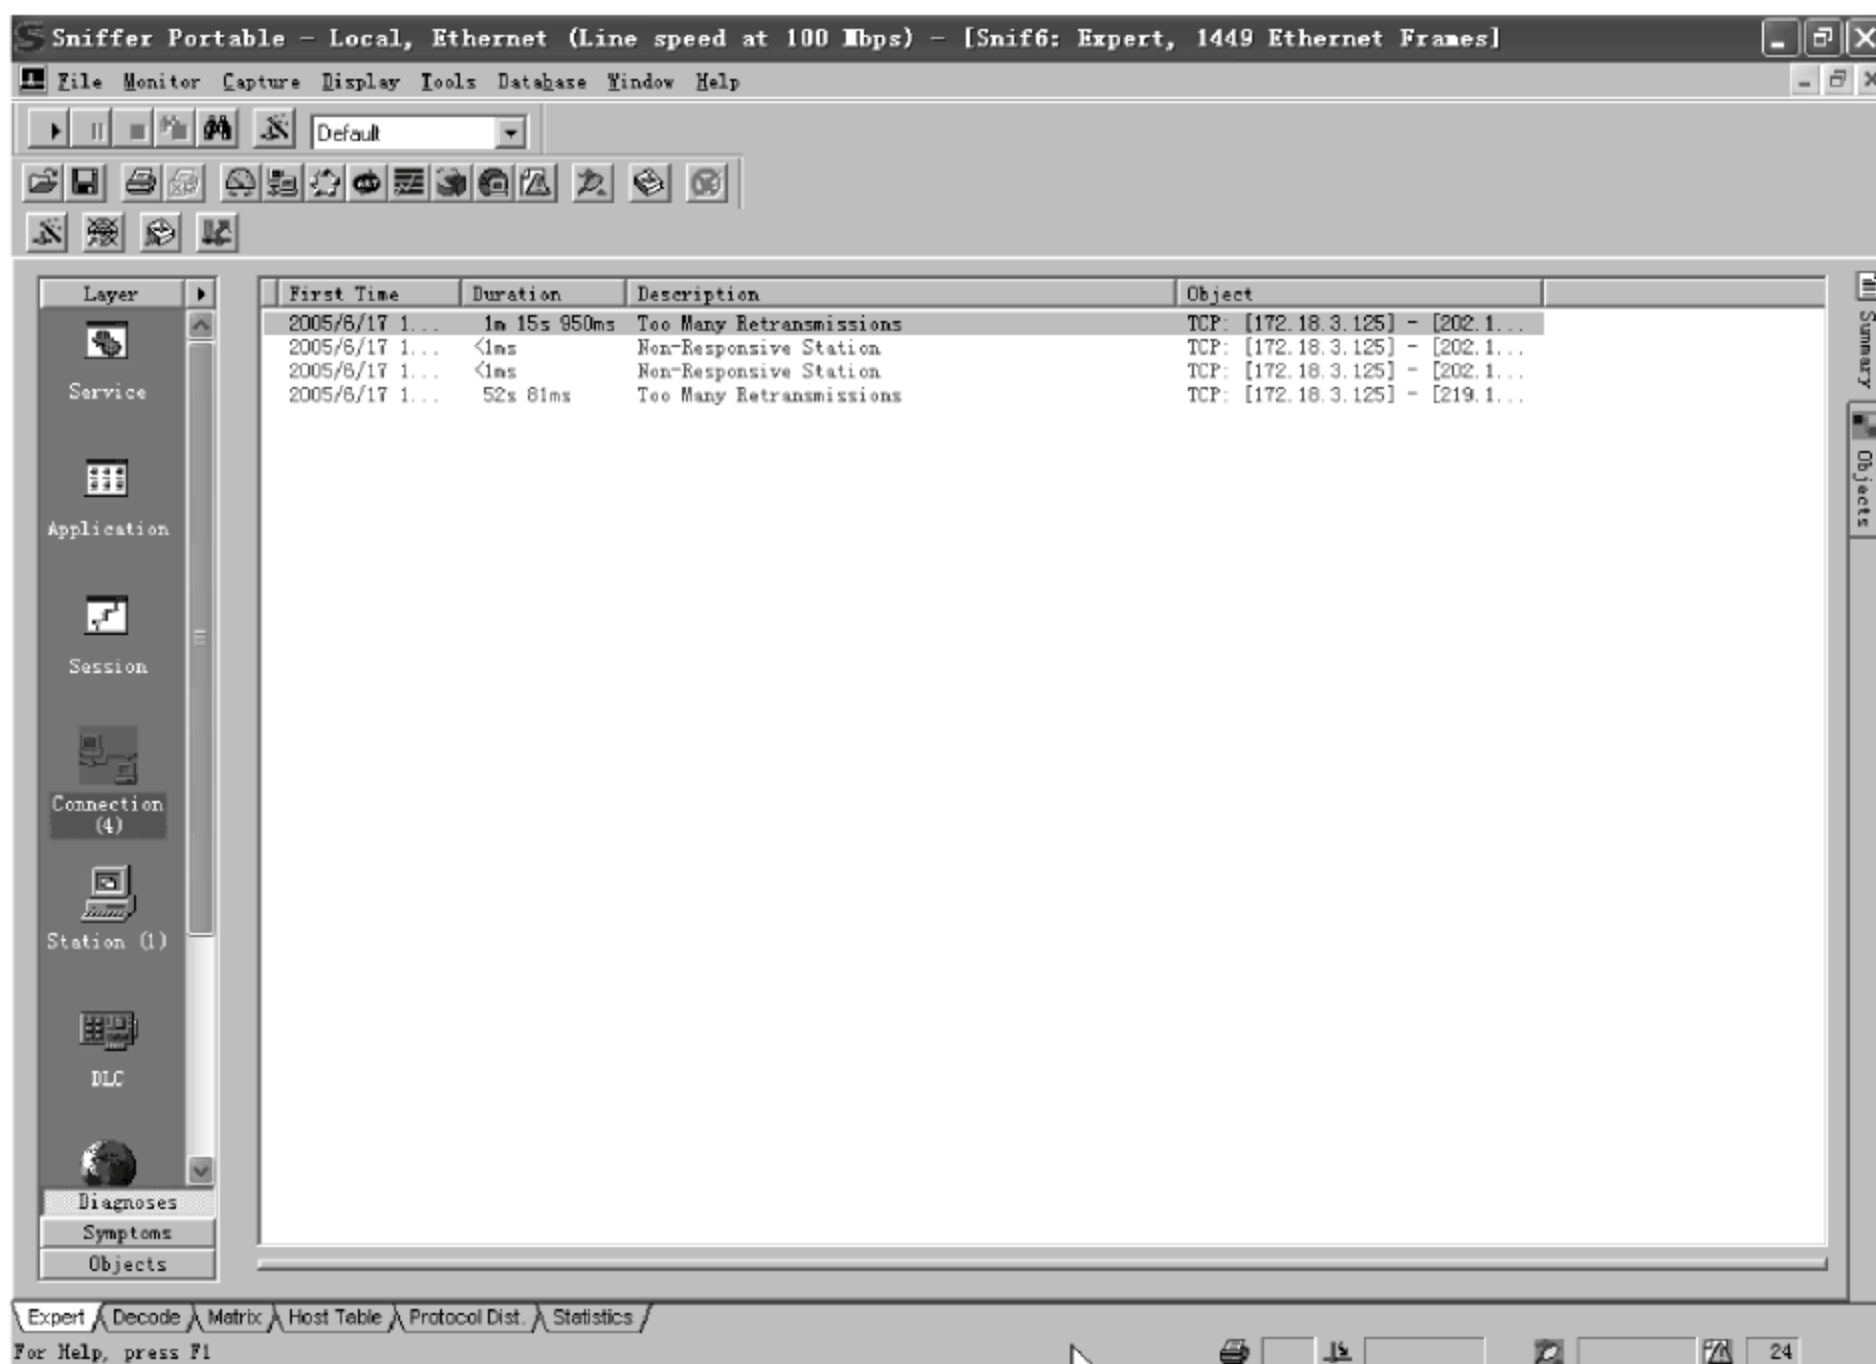 Sniffer Portable - Local, Ethernet (Line speed at 100 Mbps) - [Snif6: Expert, 1449 Ethernet Frames]
File Monitor Capture Display Tools Database Window Help
Default
Layer
Service
Application
Session
Connection
(4)
Station (1)
DLC
Diagnoses
Symptoms
Objects
First Time Duration Description Object
2005/6/17 1... 1m 15s 950ms Too Many Retransmissions TCP: [172.18.3.125] - [202.1...
2005/6/17 1... <1ms Non-Responsive Station TCP: [172.18.3.125] - [202.1...
2005/6/17 1... <1ms Non-Responsive Station TCP: [172.18.3.125] - [202.1...
2005/6/17 1... 52s 81ms Too Many Retransmissions TCP: [172.18.3.125] - [219.1...
Summary
Objects
Expert Decode Matrix Host Table Protocol Dist. Statistics
For Help, press F1
24